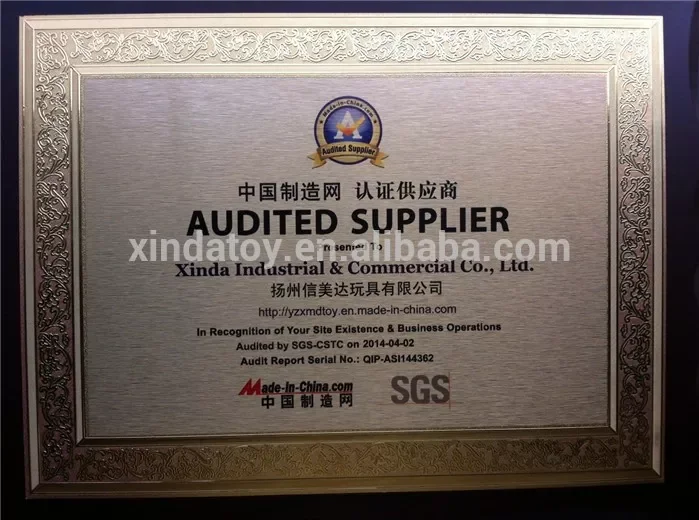 Made-in-China.com
Audited Supplier
中国制造网 认证供应商
AUDITED SUPPLIER
xindatoy.en.alibaba.com
resented To
Xinda Industrial & Commercial Co., Ltd.
扬州信美达玩具有限公司
http://yzxmdtoy.en.made-in-china.com
In Recognition of Your Site Existence & Business Operations
Audited by SGS-CSTC on 2014-04-02
Audit Report Serial No.: QIP-ASI144362
Made-in-China.com
中国制造网
SGS